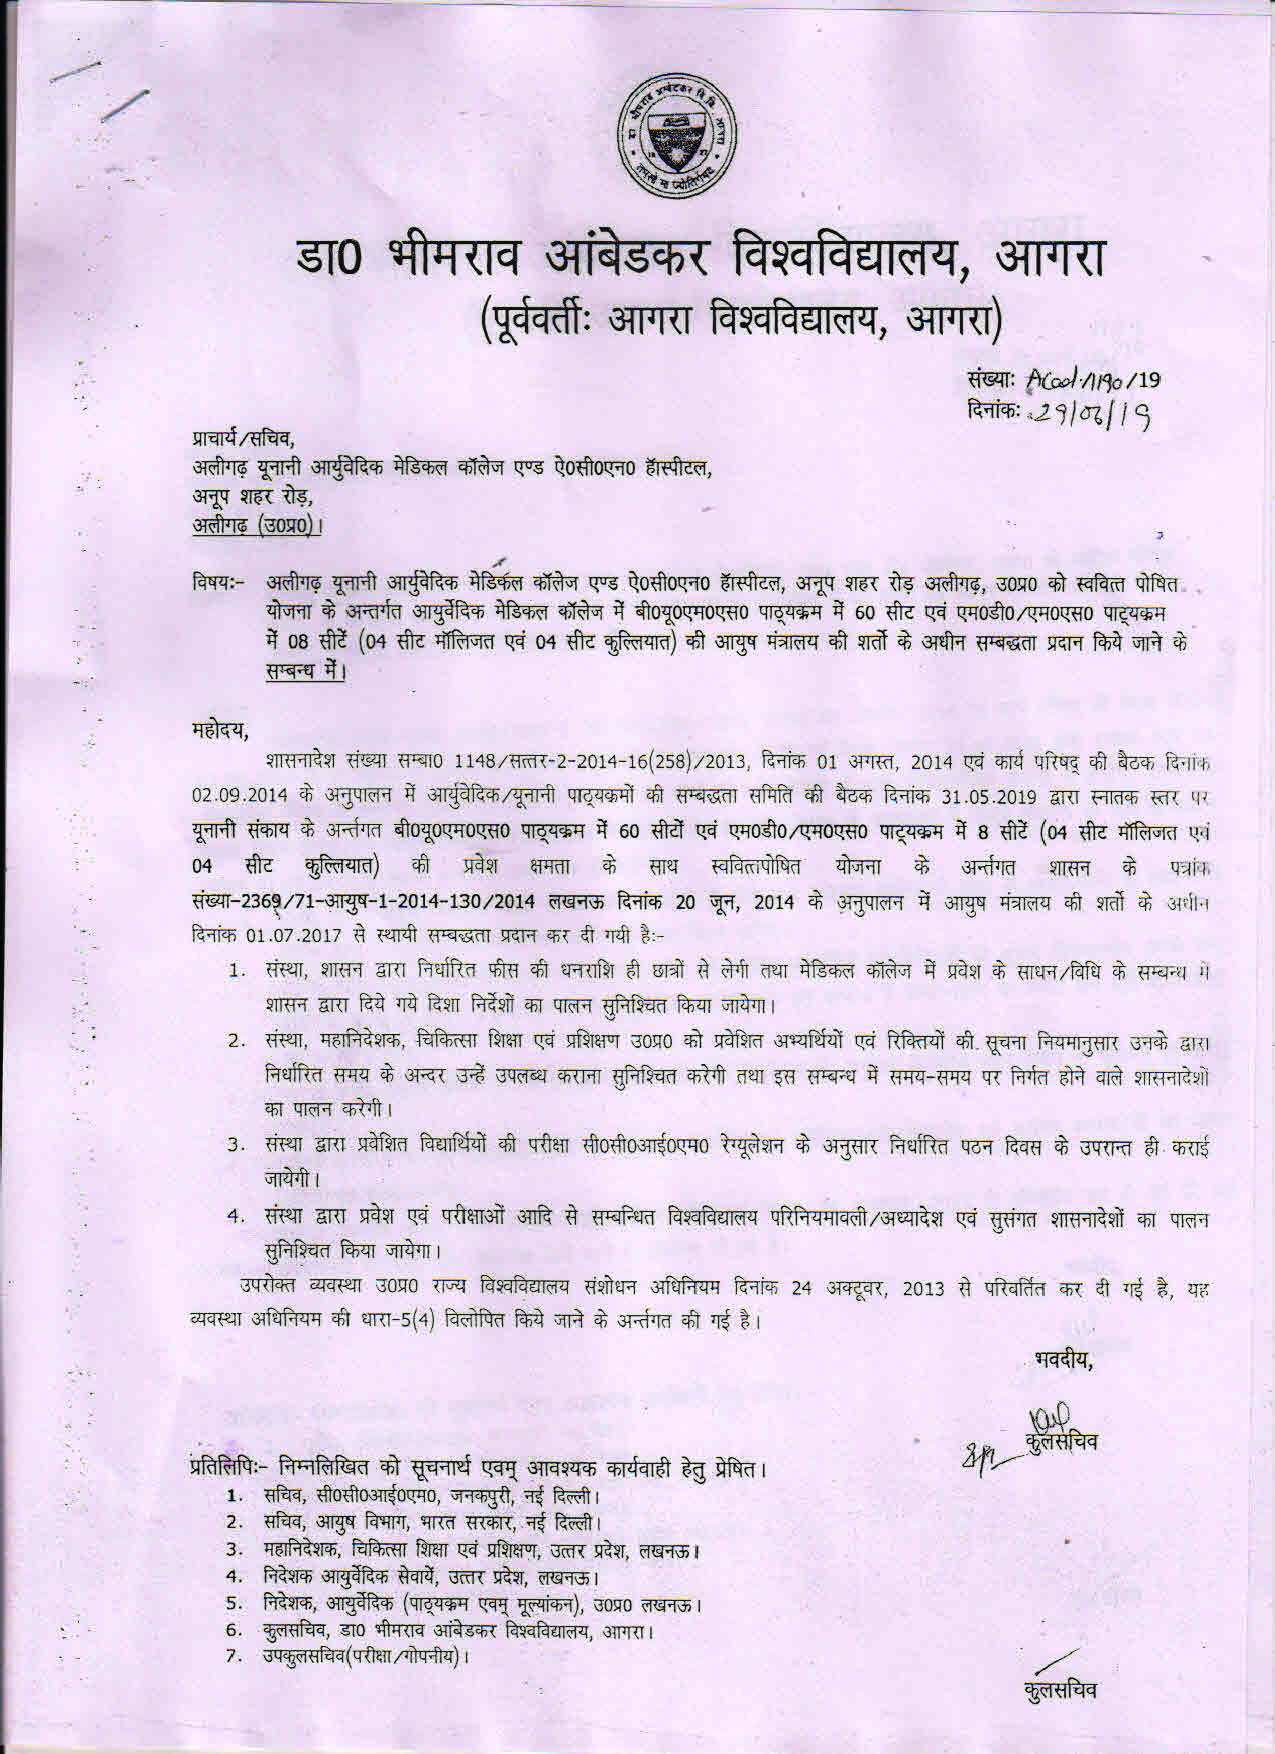 डा0 भीमराव आंबेडकर विश्वविद्यालय, आगरा
(पूर्ववर्तीः आगरा विश्वविद्यालय, आगरा)
संख्याः Acad./1190/19
दिनांकः 29/06/19
प्राचार्य/सचिव,
अलीगढ़ यूनानी आर्युवेदिक मेडिकल कॉलेज एण्ड ऐ0सी0एन0 हॅास्पीटल,
अनूप शहर रोड़,
अलीगढ़ (उ0प्र0)।
विषयः- अलीगढ़ यूनानी आर्युवेदिक मेडिकल कॉलेज एण्ड ऐ0सी0एन0 हॅास्पीटल, अनूप शहर रोड़ अलीगढ़, उ0प्र0 को स्ववित्त पोषित
योजना के अन्तर्गत आयुर्वेदिक मेडिकल कॉलेज में बी0यू0एम0एस0 पाठ्यक्रम में 60 सीट एवं एम0डी0/एम0एस0 पाट्यक्रम
में 08 सीटें (04 सीट मॉलिजत एवं 04 सीट कुल्लियात) की आयुष मंत्रालय की शर्तो के अधीन सम्बद्धता प्रदान किये जाने के
सम्बन्ध में।
महोदय,
शासनादेश संख्या सम्बा0 1148/सत्तर-2-2014-16(258)/2013, दिनांक 01 अगस्त, 2014 एवं कार्य परिषद् की बैठक दिनांक
02.09.2014 के अनुपालन में आर्युवेदिक/यूनानी पाठ्यक्रमों की सम्बद्धता समिति की बैठक दिनांक 31.05.2019 द्वारा स्नातक स्तर पर
यूनानी संकाय के अर्न्तगत बी0यू0एम0एस0 पाठ्यक्रम में 60 सीटों एवं एम0डी0/एम0एस0 पाट्यक्रम में 8 सीटें (04 सीट मॉलिजत एवं
04 सीट कुल्लियात) की प्रवेश क्षमता के साथ स्ववित्तपोषित योजना के अर्न्तगत शासन के पत्रांक
संख्या-2369/71-आयुष-1-2014-130/2014 लखनऊ दिनांक 20 जून, 2014 के अनुपालन में आयुष मंत्रालय की शर्तो के अधीन
दिनांक 01.07.2017 से स्थायी सम्बद्धता प्रदान कर दी गयी हैः-
1. संस्था, शासन द्वारा निर्धारित फीस की धनराशि ही छात्रों से लेगी तथा मेडिकल कॉलेज में प्रवेश के साधन/विधि के सम्बन्ध में
शासन द्वारा दिये गये दिशा निर्देशों का पालन सुनिश्चित किया जायेगा।
2. संस्था, महानिदेशक, चिकित्सा शिक्षा एवं प्रशिक्षण उ0प्र0 को प्रवेशित अभ्यर्थियों एवं रिक्तियों की सूचना नियमानुसार उनके द्वारा
निर्धारित समय के अन्दर उन्हें उपलब्ध कराना सुनिश्चित करेगी तथा इस सम्बन्ध में समय-समय पर निर्गत होने वाले शासनादेशों
का पालन करेगी।
3. संस्था द्वारा प्रवेशित विद्यार्थियों की परीक्षा सी0सी0आई0एम0 रेग्यूलेशन के अनुसार निर्धारित पठन दिवस के उपरान्त ही कराई
जायेगी।
4. संस्था द्वारा प्रवेश एवं परीक्षाओं आदि से सम्बन्धित विश्वविद्यालय परिनियमावली/अध्यादेश एवं सुसंगत शासनादेशों का पालन
सुनिश्चित किया जायेगा।
उपरोक्त व्यवस्था उ0प्र0 राज्य विश्वविद्यालय संशोधन अधिनियम दिनांक 24 अक्टूवर, 2013 से परिवर्तित कर दी गई है, यह
व्यवस्था अधिनियम की धारा-5(4) विलोपित किये जाने के अर्न्तगत की गई है।
भवदीय,
कुलसचिव
प्रतिलिपिः- निम्नलिखित को सूचनार्थ एवम् आवश्यक कार्यवाही हेतु प्रेषित।
1. सचिव, सी0सी0आई0एम0, जनकपुरी, नई दिल्ली।
2. सचिव, आयुष विभाग, भारत सरकार, नई दिल्ली।
3. महानिदेशक, चिकित्सा शिक्षा एवं प्रशिक्षण, उत्तर प्रदेश, लखनऊ।
4. निदेशक आयुर्वेदिक सेवायें, उत्तर प्रदेश, लखनऊ।
5. निदेशक, आयुर्वेदिक (पाठ्यक्रम एवम् मूल्यांकन), उ0प्र0 लखनऊ।
6. कुलसचिव, डा0 भीमराव आंबेडकर विश्वविद्यालय, आगरा।
7. उपकुलसचिव(परीक्षा/गोपनीय)।
कुलसचिव